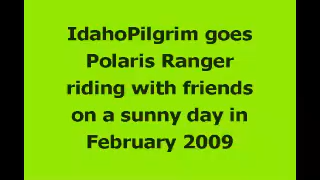 IdahoPilgrim goes
Polaris Ranger
riding with friends
on a sunny day in
February 2009